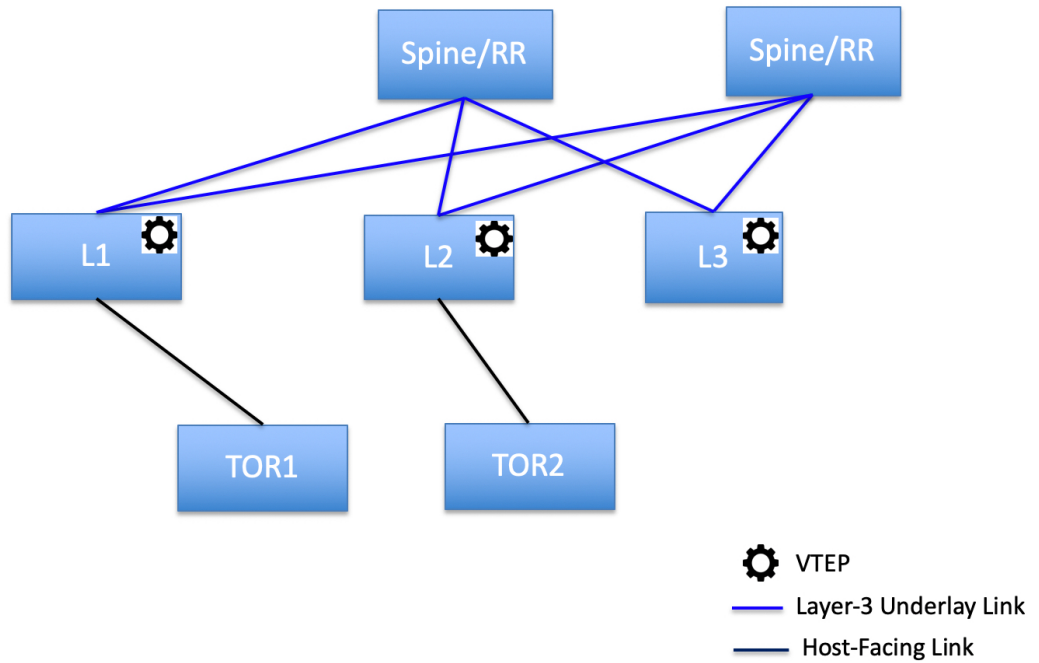 Spine/RR
Spine/RR
L1
L2
L3
TOR1
TOR2
VTEP
Layer-3 Underlay Link
Host-Facing Link